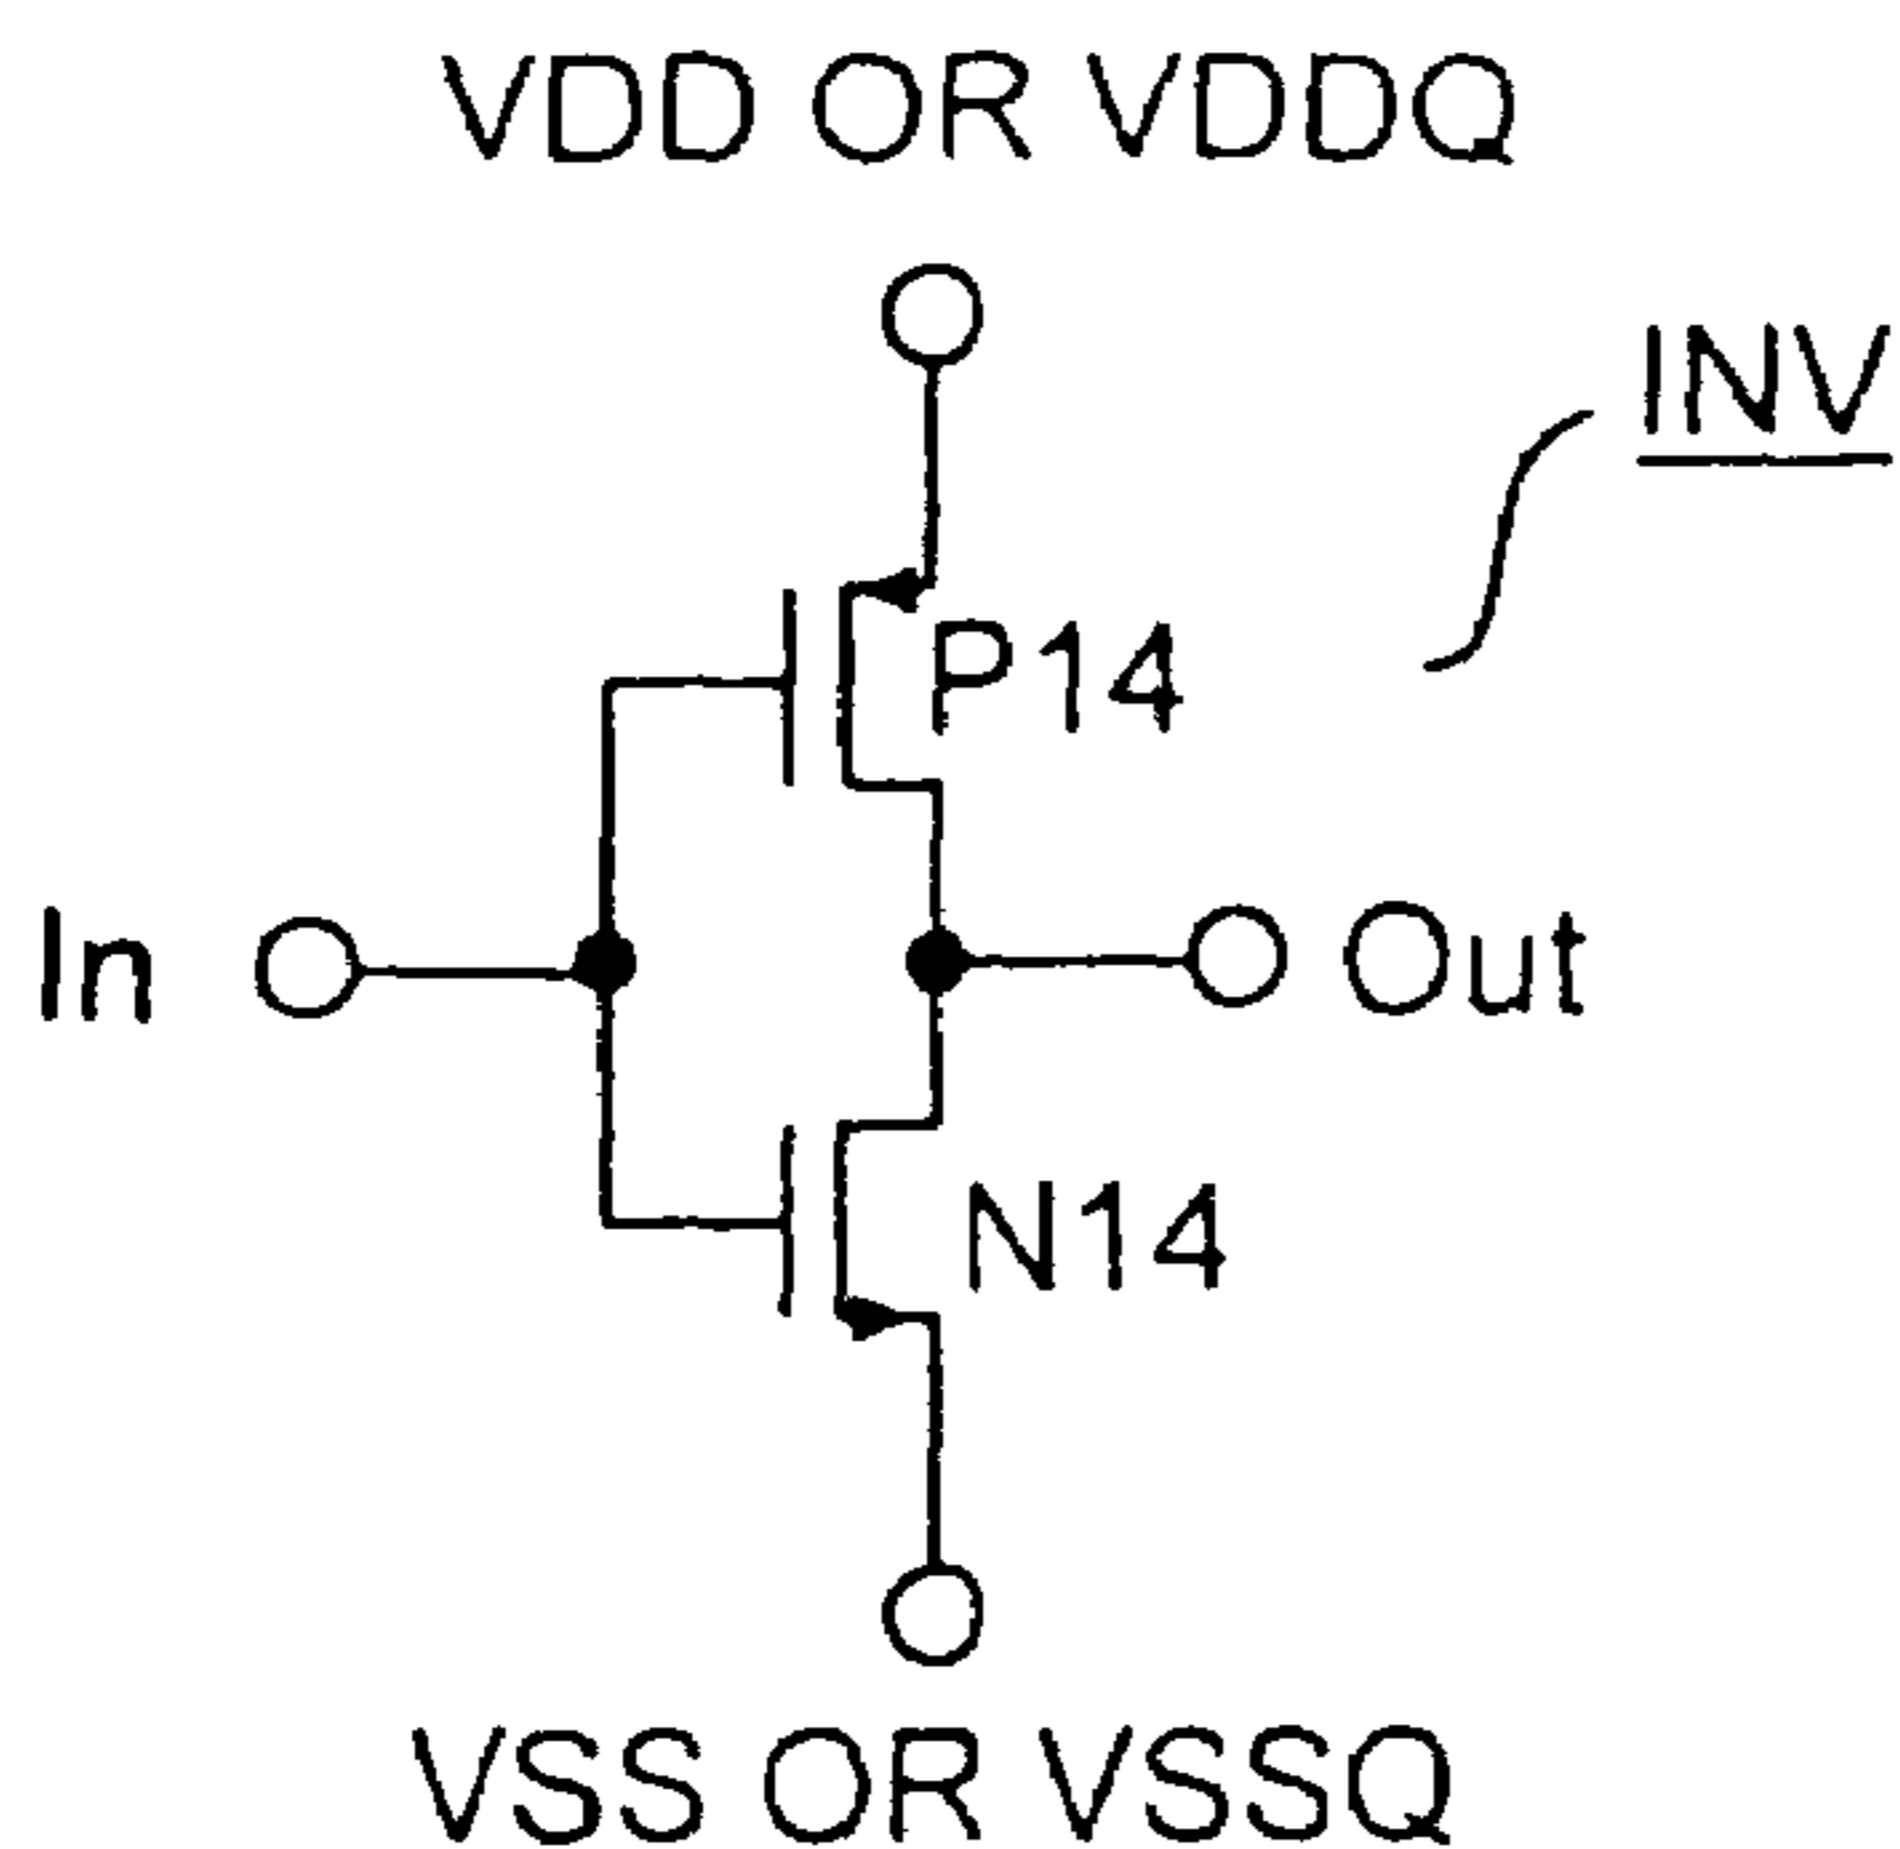 VDD OR VDDQ
INV
P14
In
Out
N14
VSS OR VSSQ